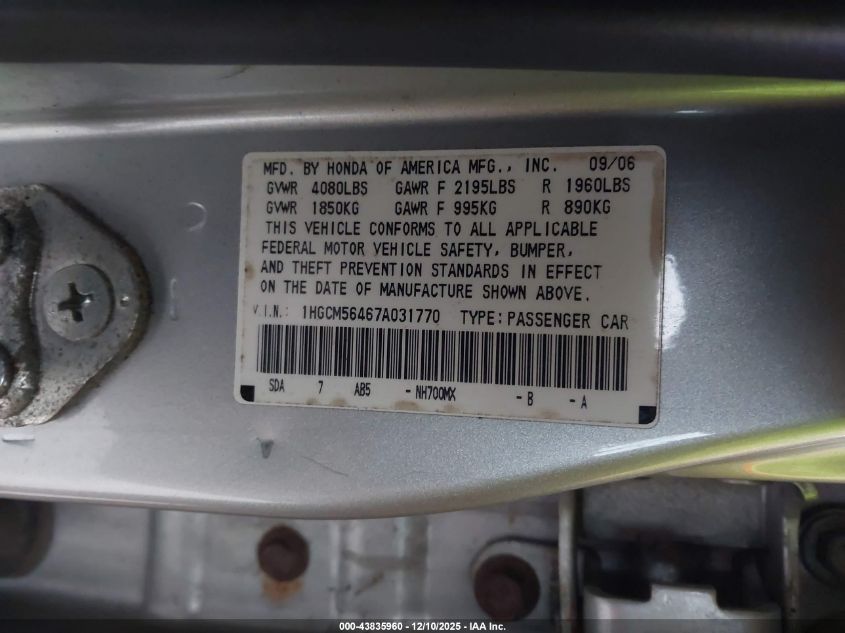 MFD. BY HONDA OF AMERICA MFG., INC. 09/06
GVWR 4080LBS GAWR F 2195LBS R 1960LBS
GVWR 1850KG GAWR F 995KG R 890KG
THIS VEHICLE CONFORMS TO ALL APPLICABLE
FEDERAL MOTOR VEHICLE SAFETY, BUMPER,
AND THEFT PREVENTION STANDARDS IN EFFECT
ON THE DATE OF MANUFACTURE SHOWN ABOVE.
V.I.N.: 1HGCM56467A031770 TYPE: PASSENGER CAR
SDA 7 AB5 - NH700MX - B - A
000-43835960 - 12/10/2025 - IAA Inc.